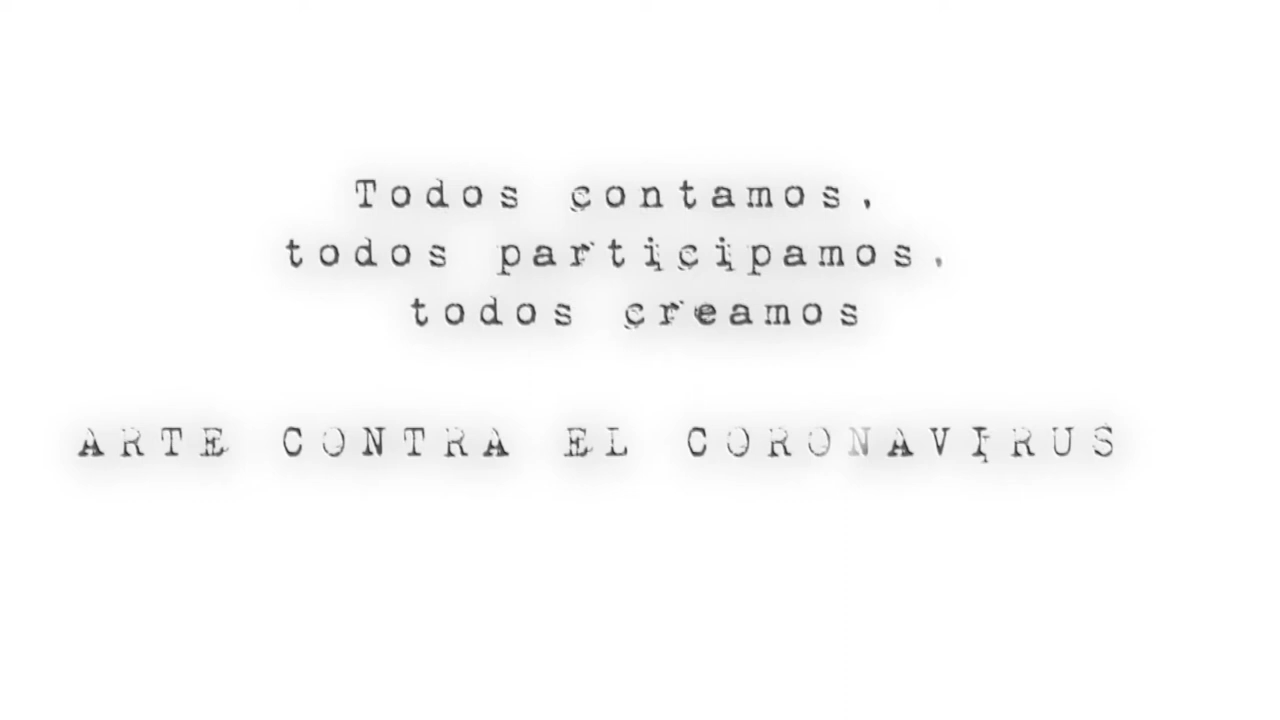 Todos contamos,
todos participamos,
todos creamos
ARTE CONTRA EL CORONAVIRUS